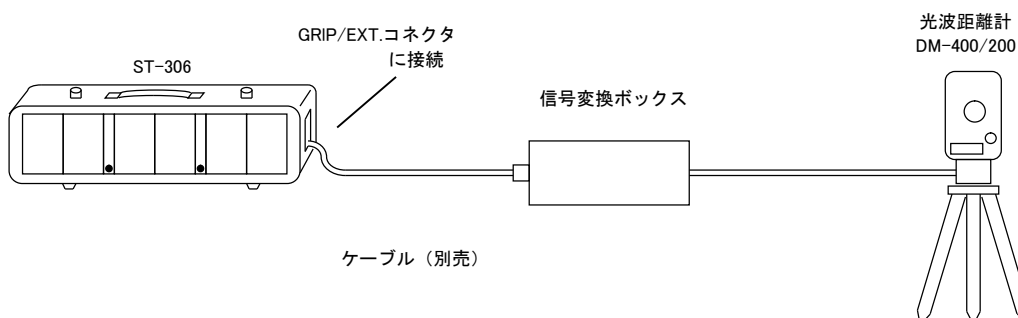 光波距離計
DM-400/200
GRIP/EXT.コネクタ
に接続
ST-306
信号変換ボックス
ケーブル（別売）